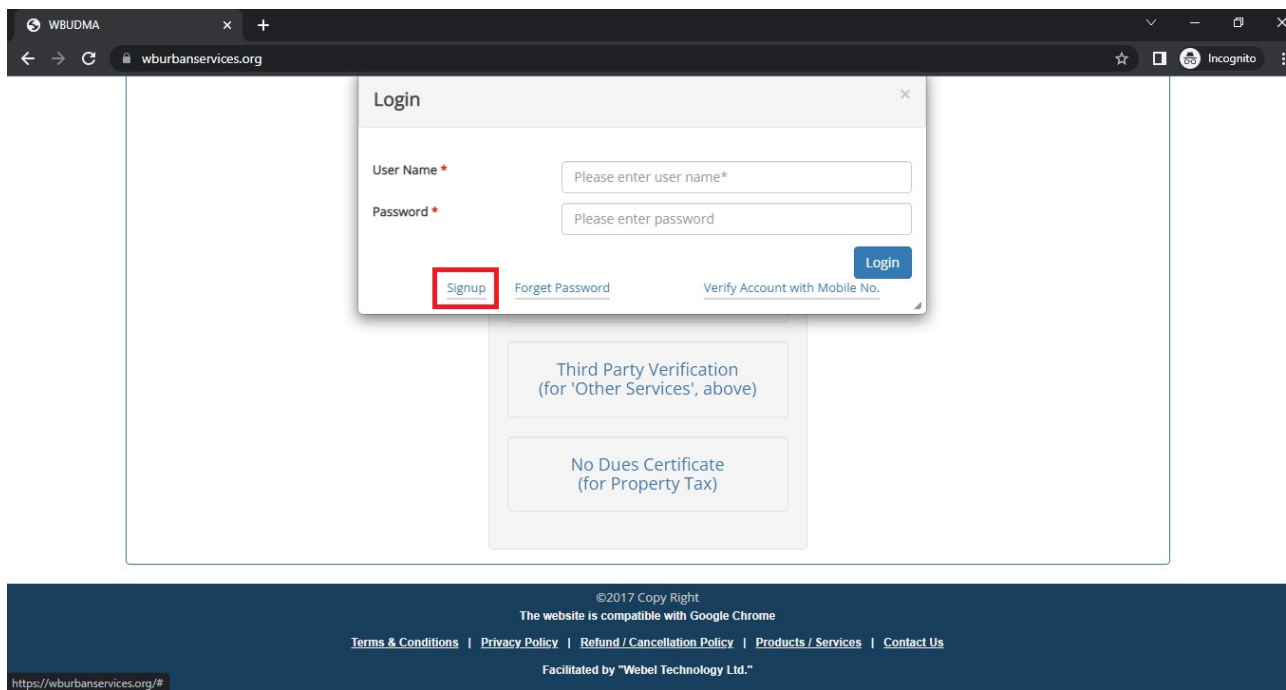 WBUDMA
wburbanservices.org
Incognito
Login
User Name *
Please enter user name*
Password *
Please enter password
Login
Signup Forget Password Verify Account with Mobile No.
Third Party Verification
(for 'Other Services', above)
No Dues Certificate
(for Property Tax)
©2017 Copy Right
The website is compatible with Google Chrome
Terms & Conditions | Privacy Policy | Refund / Cancellation Policy | Products / Services | Contact Us
Facilitated by "Webel Technology Ltd."
https://wburbanservices.org/#